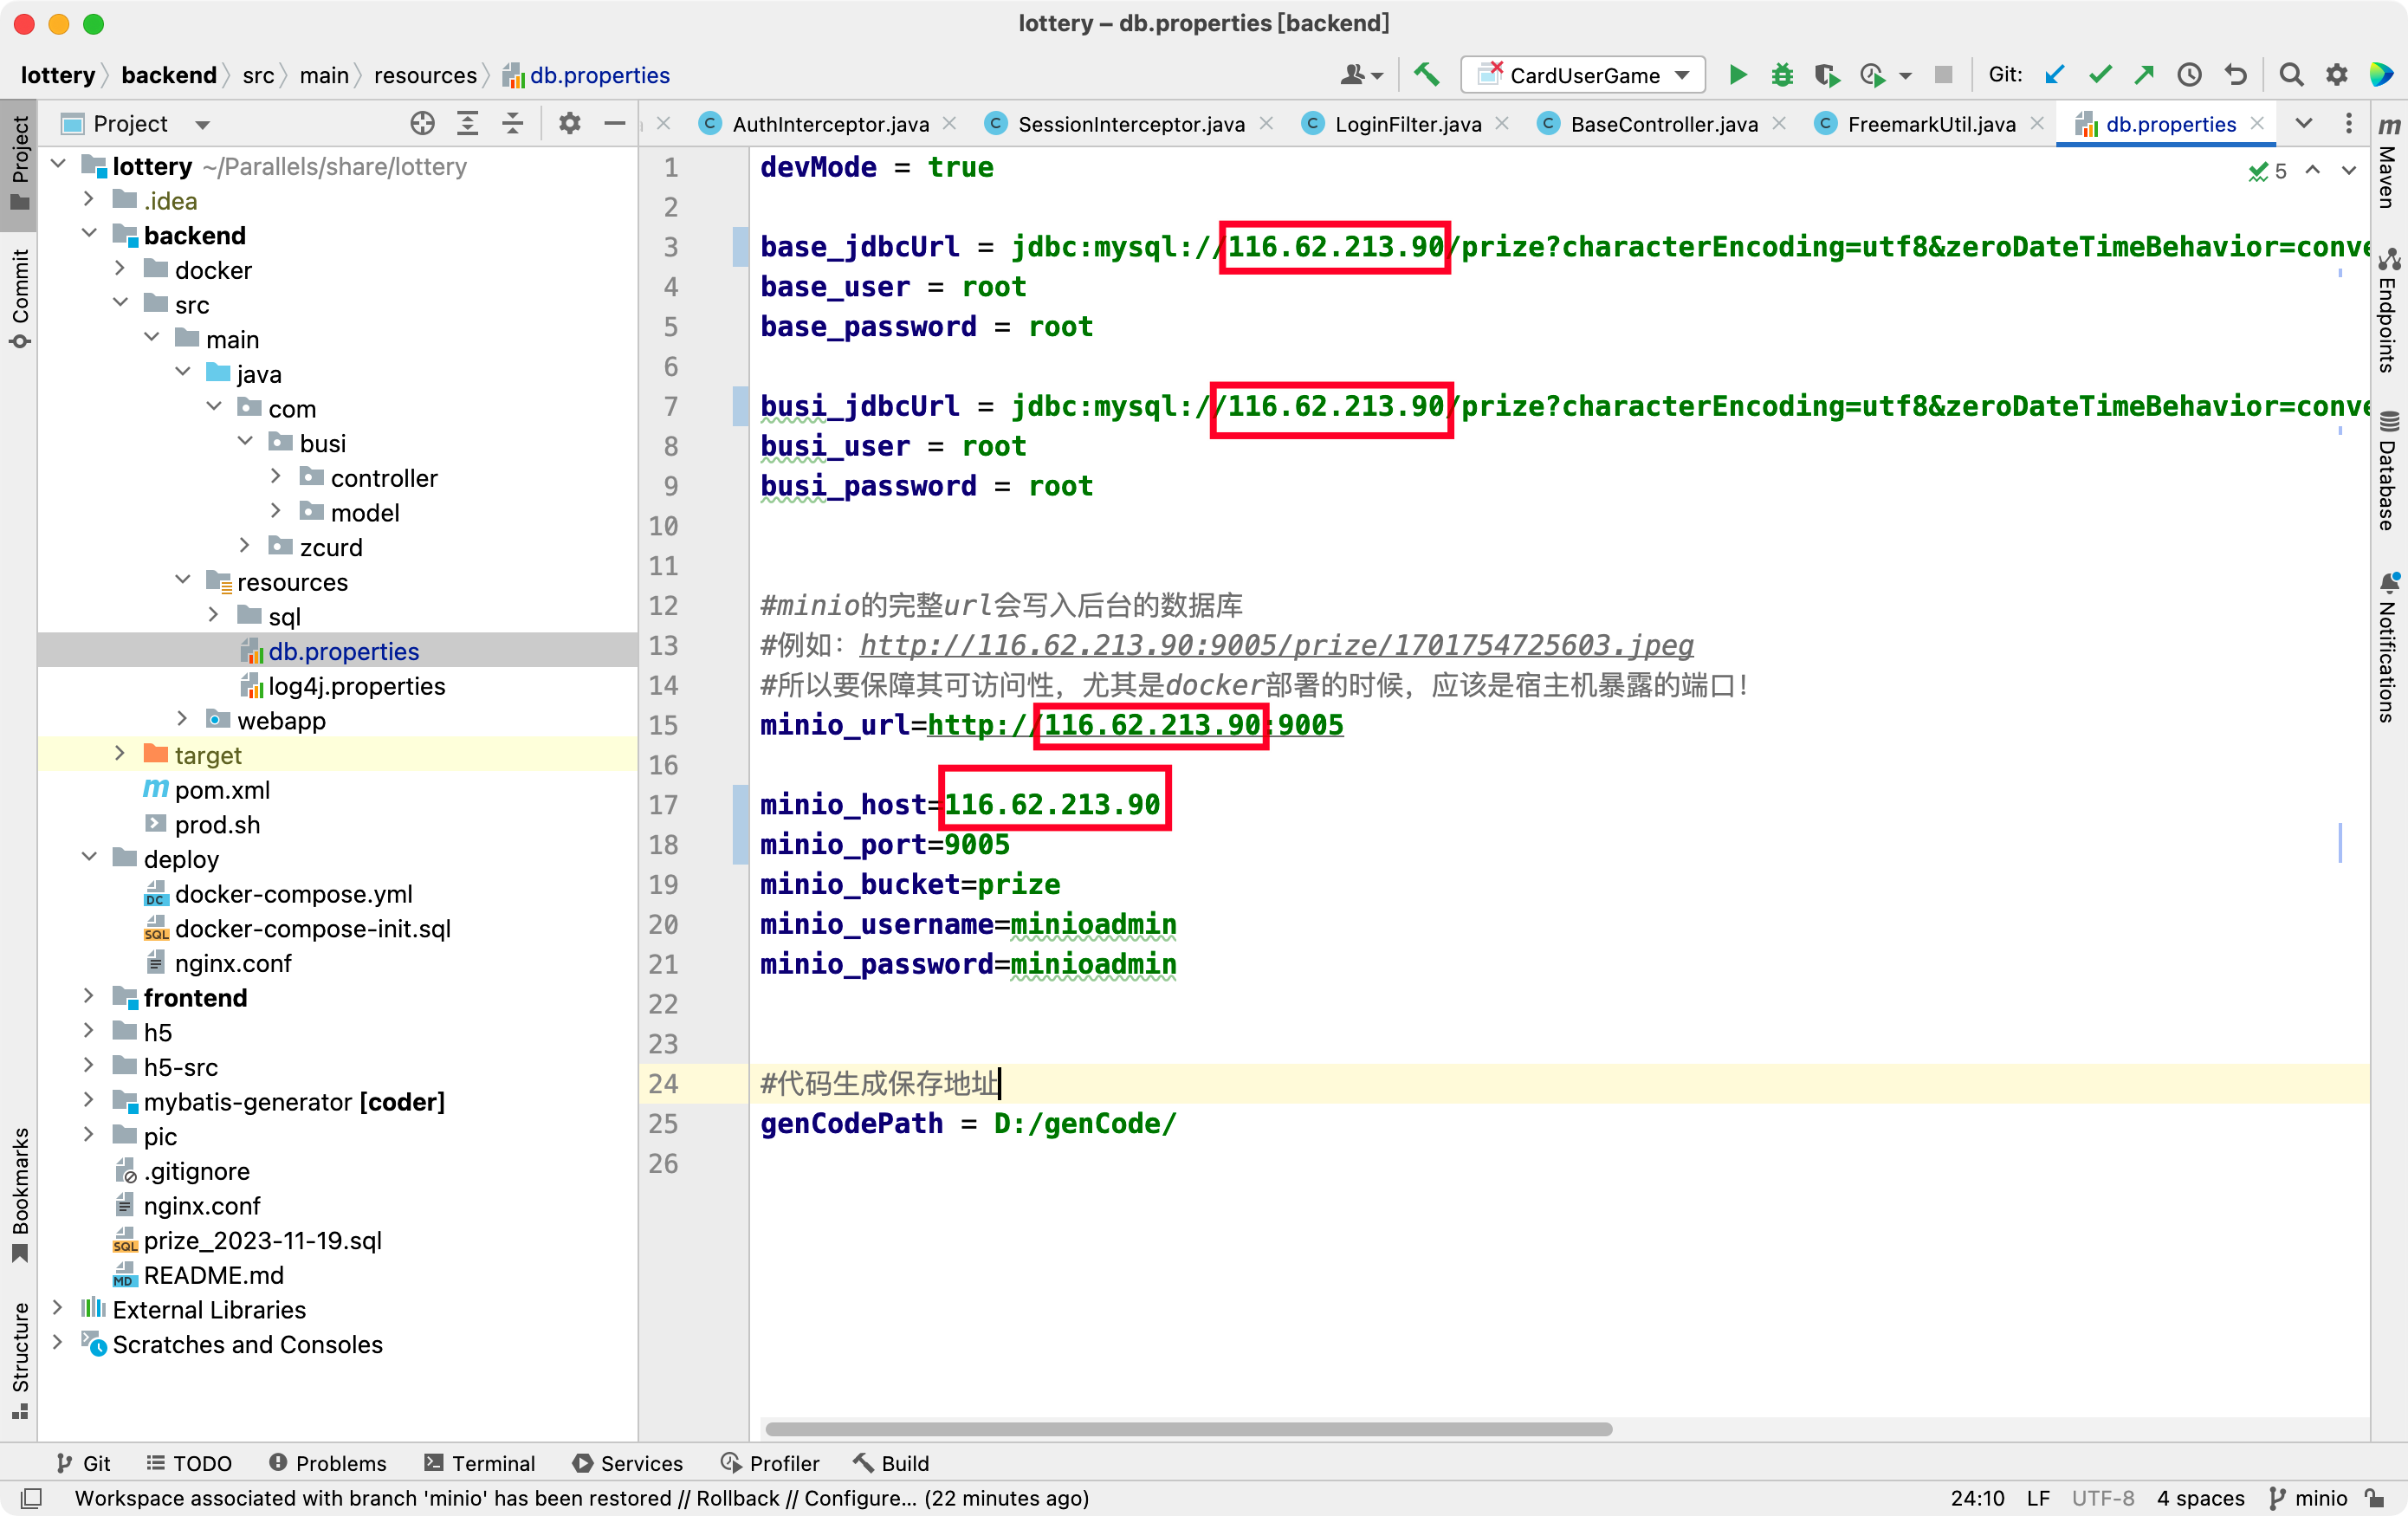 lottery – db.properties [backend]
lottery backend src main resources db.properties
CardUserGame
Git:
Project
AuthInterceptor.java
SessionInterceptor.java
LoginFilter.java
BaseController.java
FreemarkUtil.java
db.properties
Project
Commit
Bookmarks
Structure
lottery ~/Parallels/share/lottery
.idea
backend
docker
src
main
java
com
busi
controller
model
zcurd
resources
sql
db.properties
log4j.properties
webapp
target
pom.xml
prod.sh
deploy
docker-compose.yml
docker-compose-init.sql
nginx.conf
frontend
h5
h5-src
mybatis-generator [coder]
pic
.gitignore
nginx.conf
prize_2023-11-19.sql
README.md
External Libraries
Scratches and Consoles
5
1 devMode = true
2
3 base_jdbcUrl = jdbc:mysql://116.62.213.90/prize?characterEncoding=utf8&zeroDateTimeBehavior=conve
4 base_user = root
5 base_password = root
6
7 busi_jdbcUrl = jdbc:mysql://116.62.213.90/prize?characterEncoding=utf8&zeroDateTimeBehavior=conve
8 busi_user = root
9 busi_password = root
10
11
12 #minio的完整url会写入后台的数据库
13 #例如：http://116.62.213.90:9005/prize/1701754725603.jpeg
14 #所以要保障其可访问性，尤其是docker部署的时候，应该是宿主机暴露的端口！
15 minio_url=http://116.62.213.90:9005
16
17 minio_host=116.62.213.90
18 minio_port=9005
19 minio_bucket=prize
20 minio_username=minioadmin
21 minio_password=minioadmin
22
23
24 #代码生成保存地址
25 genCodePath = D:/genCode/
26
m Maven
Endpoints
Database
Notifications
Git
TODO
Problems
Terminal
Services
Profiler
Build
Workspace associated with branch 'minio' has been restored // Rollback // Configure... (22 minutes ago)
24:10 LF UTF-8 4 spaces minio